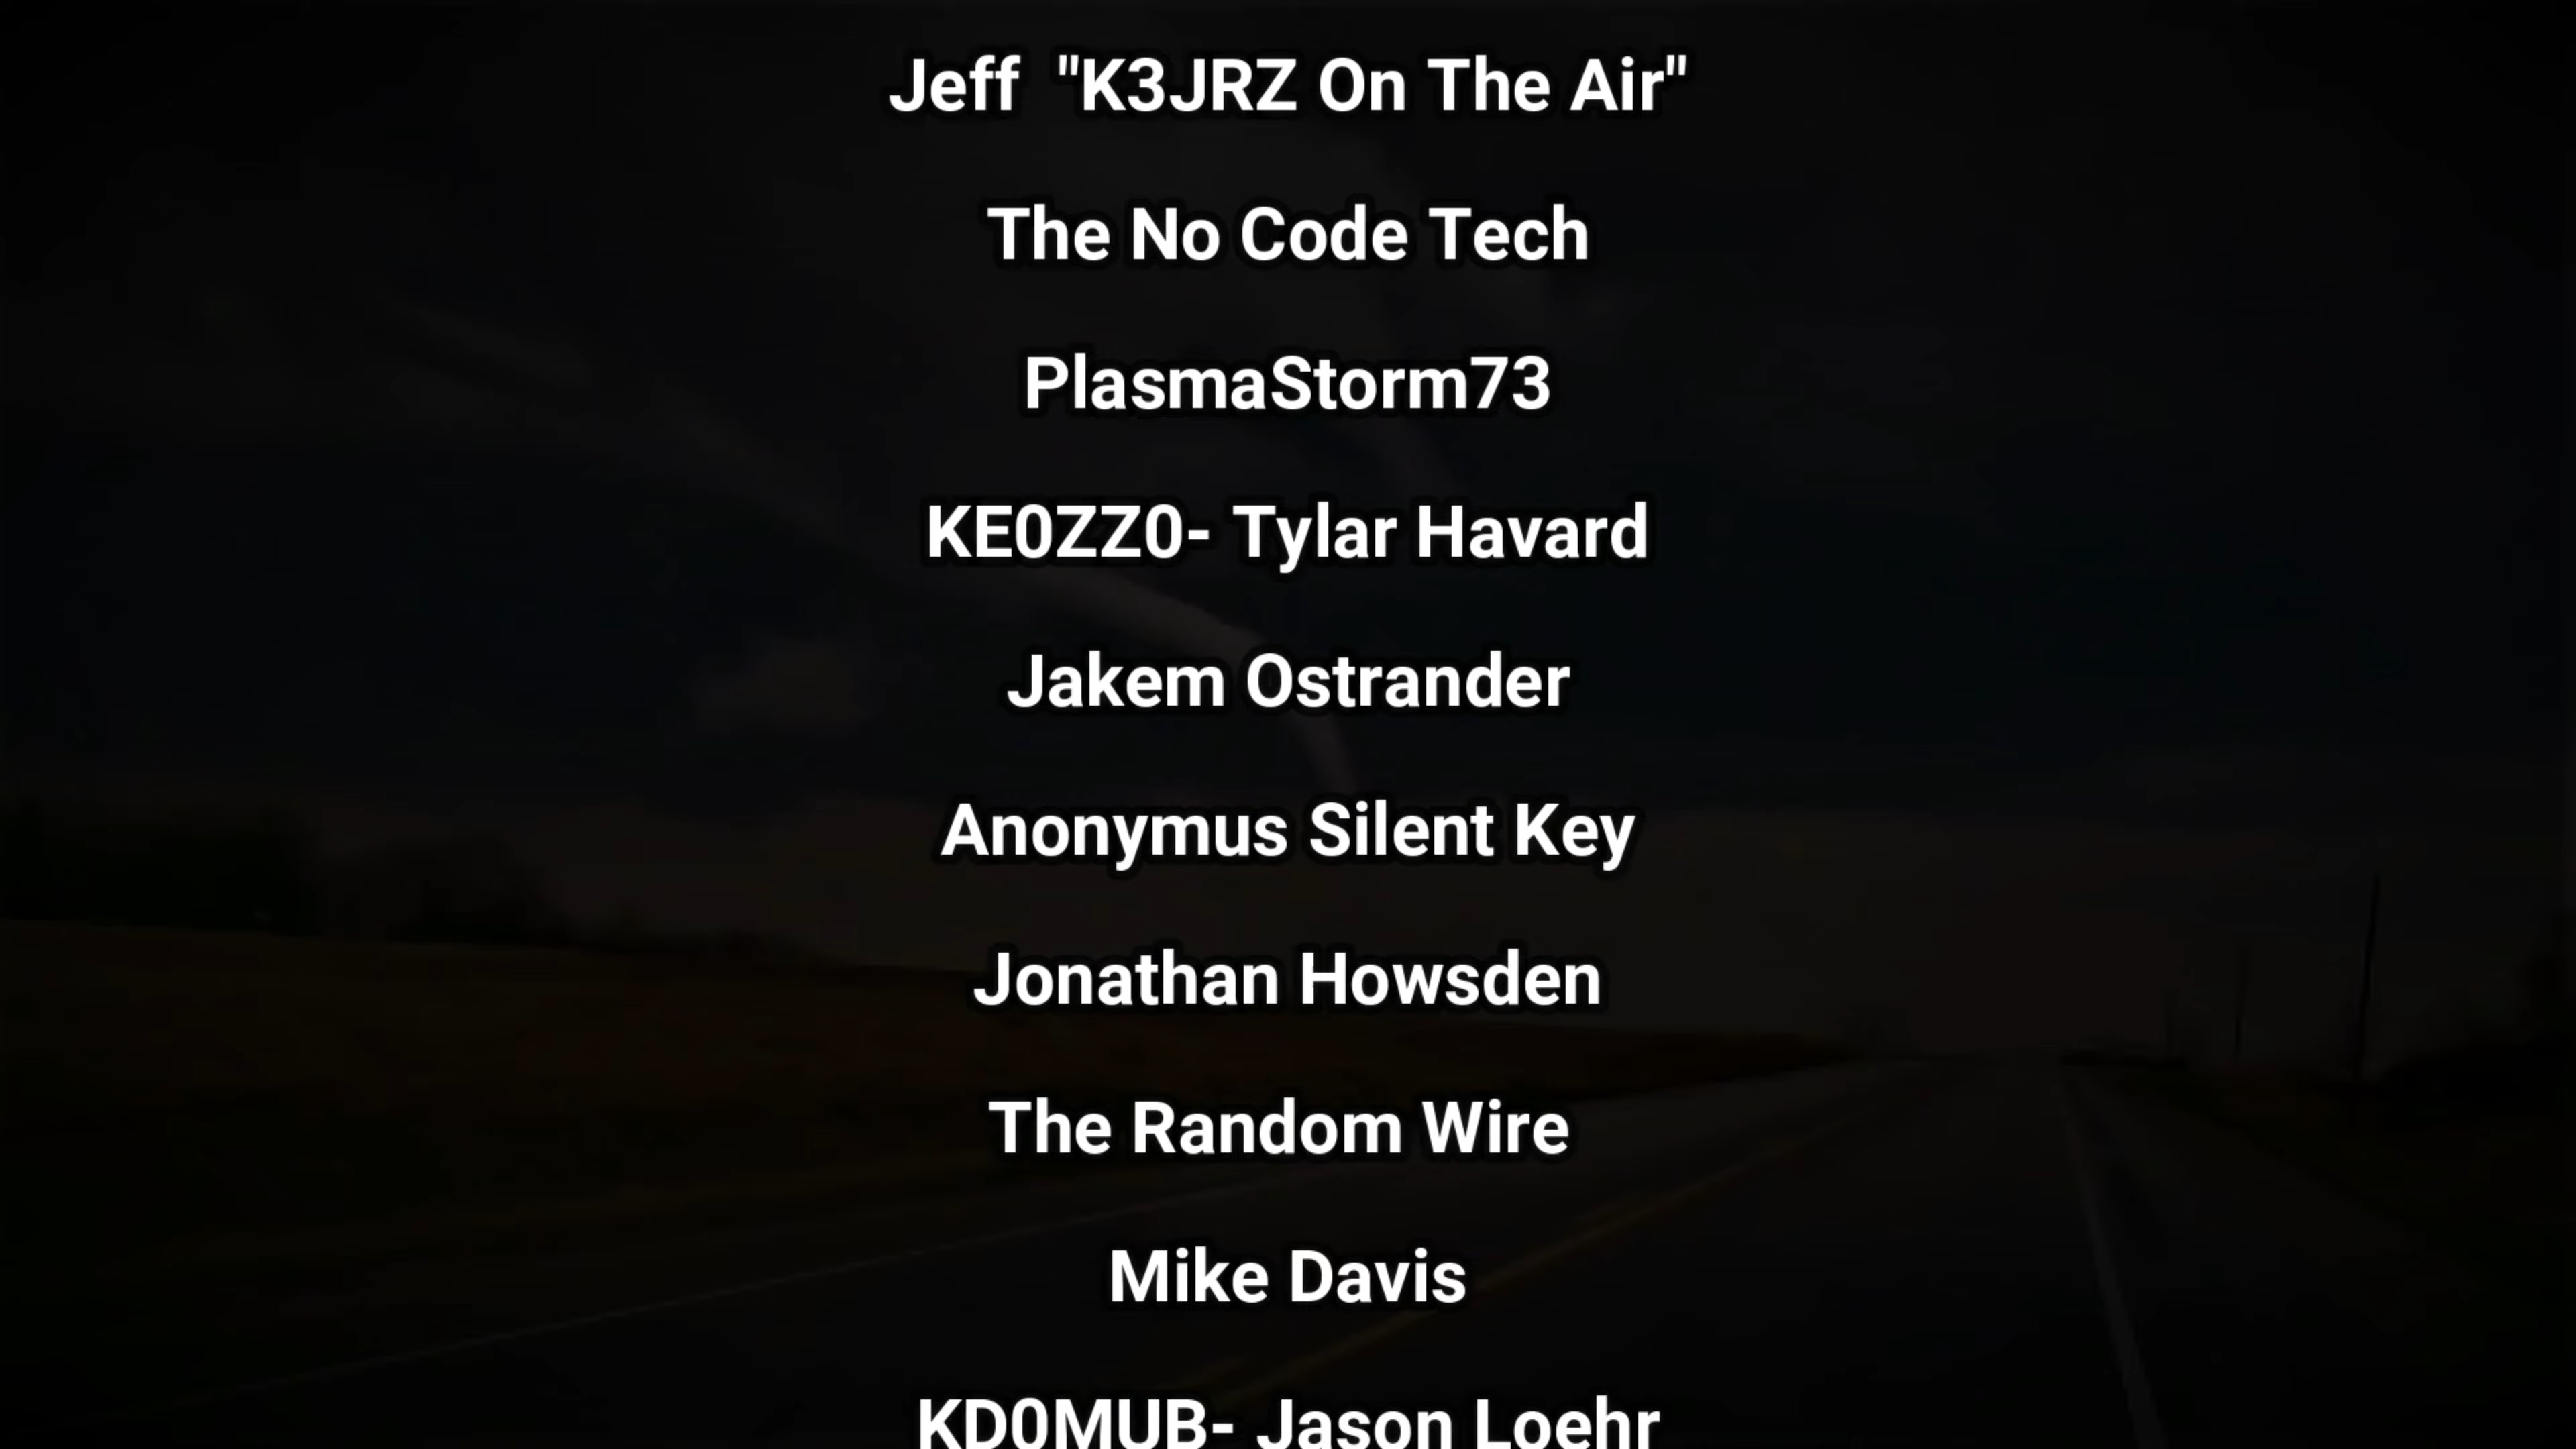 Jeff  "K3JRZ On The Air"
The No Code Tech
PlasmaStorm73
KE0ZZ0- Tylar Havard
Jakem Ostrander
Anonymus Silent Key
Jonathan Howsden
The Random Wire
Mike Davis
KD0MUB- Jason Loehr